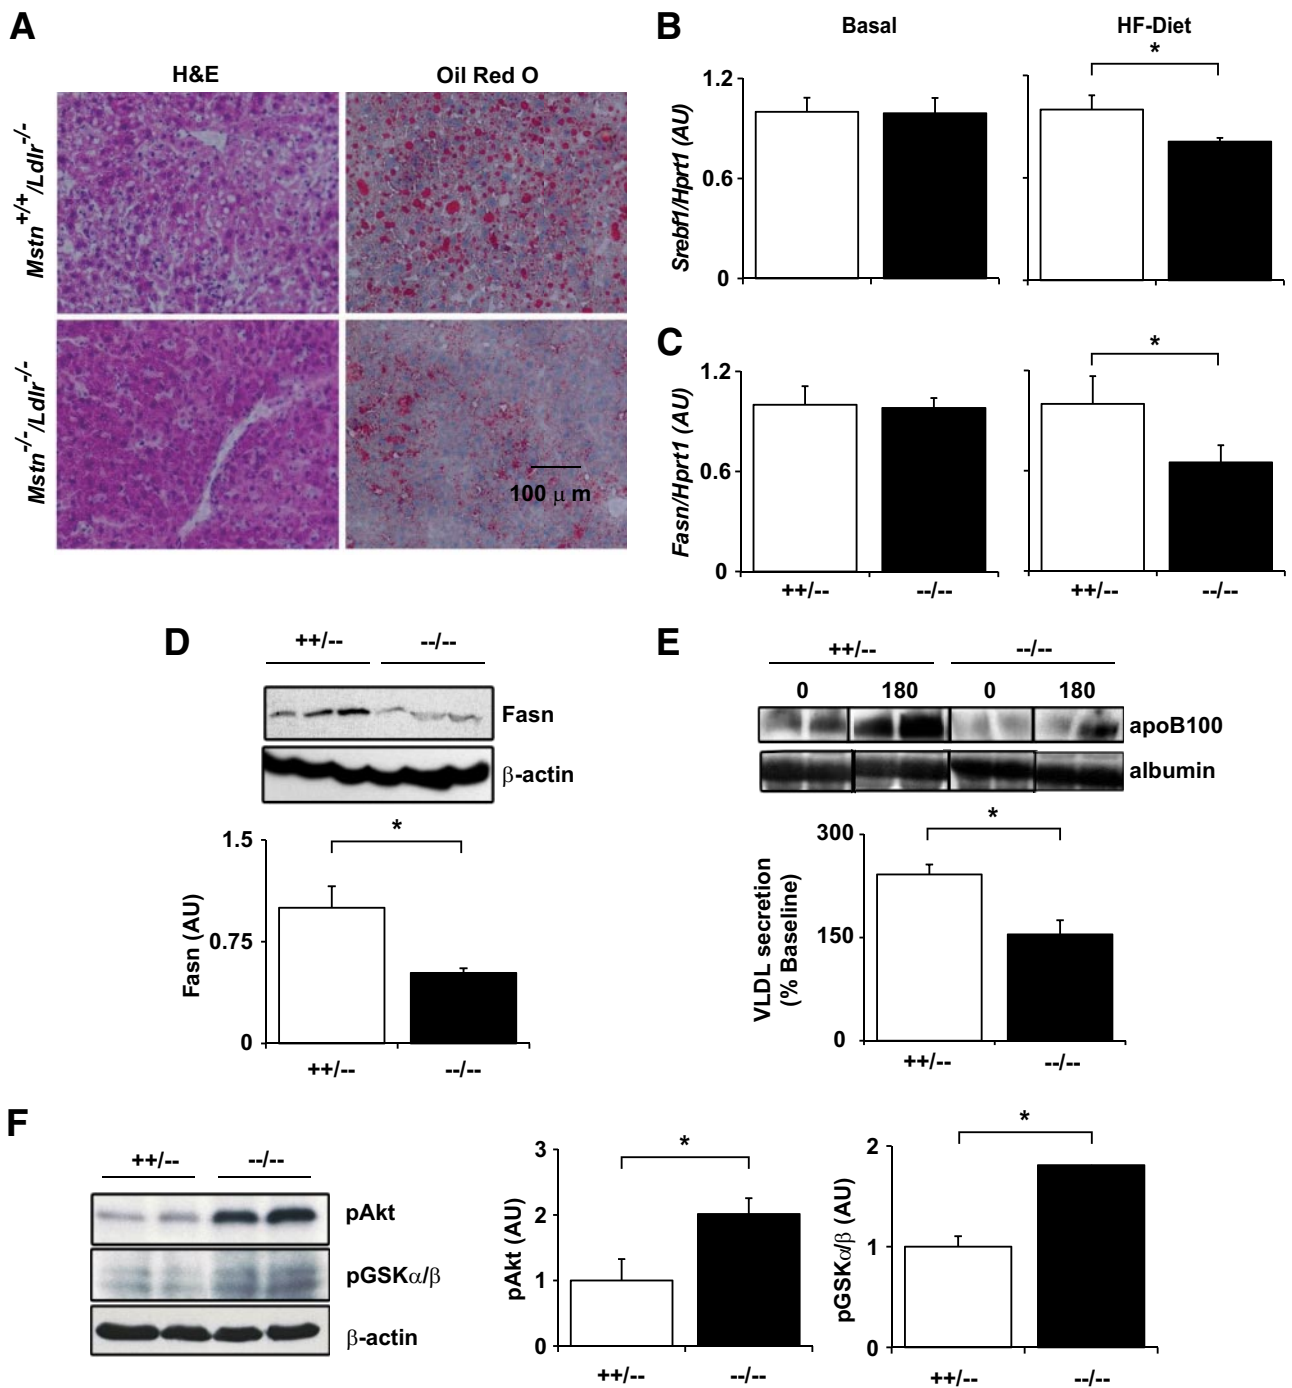 A
H&E
Oil Red O
Mstn+/+/Ldlr-/-
Mstn-/-/Ldlr-/-
100 μ m
B
Basal
HF-Diet
*
Srebf1/Hprt1 (AU)
1.2
0.6
0
C
*
Fasn/Hprt1 (AU)
1.2
0.6
0
++/--
--/--
++/--
--/--
D
++/--
--/--
Fasn
β-actin
*
Fasn (AU)
1.5
0.75
0
++/--
--/--
E
++/--
--/--
0
180
0
180
apoB100
albumin
*
VLDL secretion
(% Baseline)
300
150
0
++/--
--/--
F
++/--
--/--
pAkt
pGSKα/β
β-actin
*
pAkt (AU)
3
2
1
0
++/--
--/--
*
pGSKα/β (AU)
2
1
0
++/--
--/--